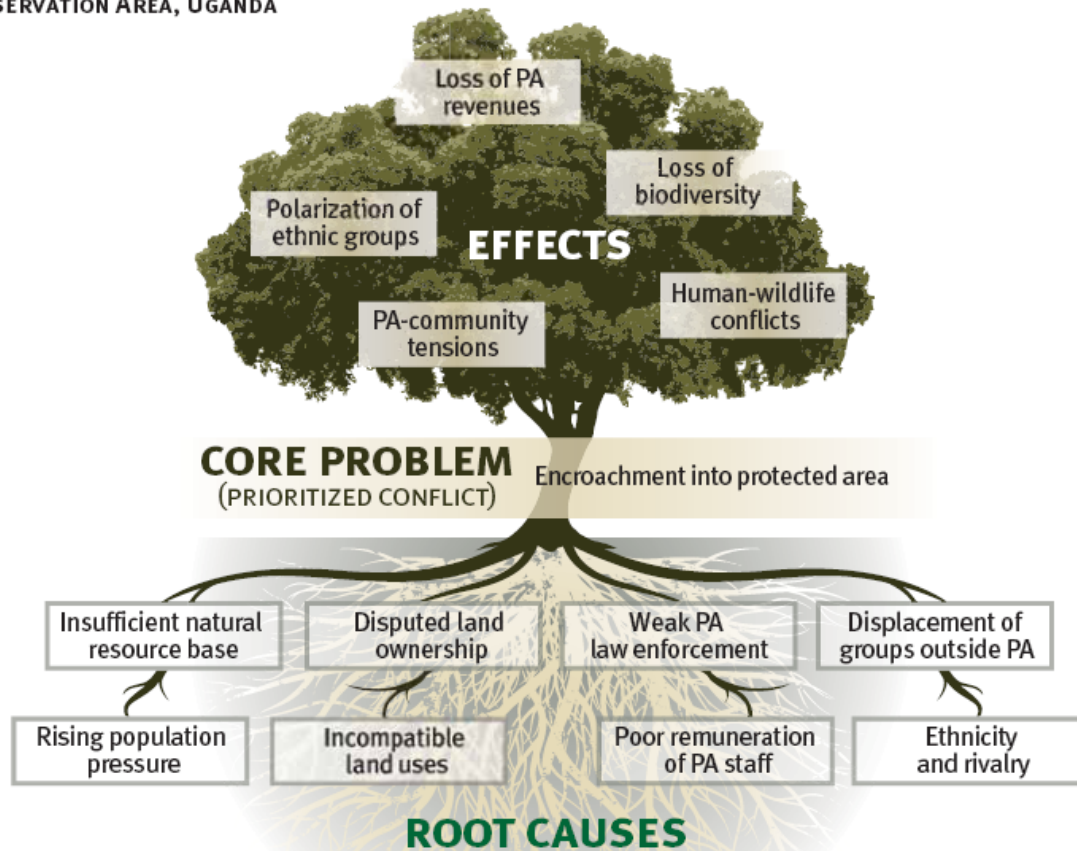 SERVATION AREA, UGANDA
Loss of PA
revenues
Loss of
biodiversity
Polarization of
ethnic groups
EFFECTS
Human-wildlife
conflicts
PA-community
tensions
CORE PROBLEM
(PRIORITIZED CONFLICT)
Encroachment into protected area
Insufficient natural
resource base
Disputed land
ownership
Weak PA
law enforcement
Displacement of
groups outside PA
Rising population
pressure
Incompatible
land uses
Poor remuneration
of PA staff
Ethnicity
and rivalry
ROOT CAUSES